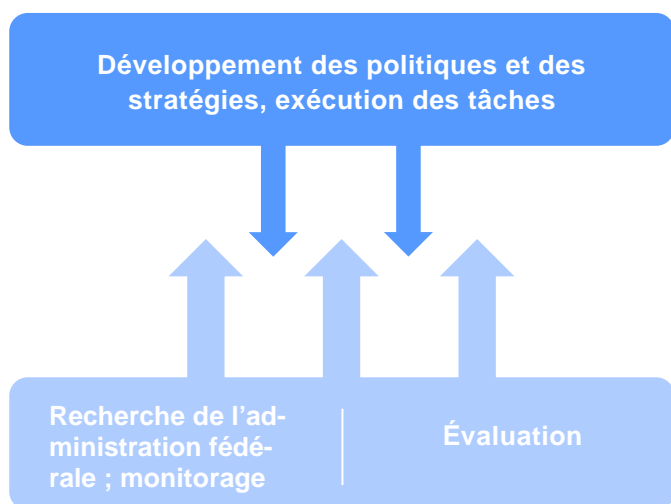 Développement des politiques et des
stratégies, exécution des tâches
Recherche de l’ad-
ministration fédé-
rale ; monitorage
Évaluation